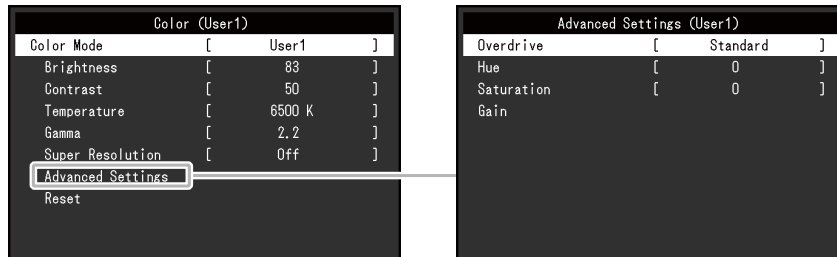 Color (User1)
Color Mode [ User1 ]
Brightness [ 83 ]
Contrast [ 50 ]
Temperature [ 6500 K ]
Gamma [ 2.2 ]
Super Resolution [ Off ]
Advanced Settings
Reset
Advanced Settings (User1)
Overdrive [ Standard ]
Hue [ 0 ]
Saturation [ 0 ]
Gain